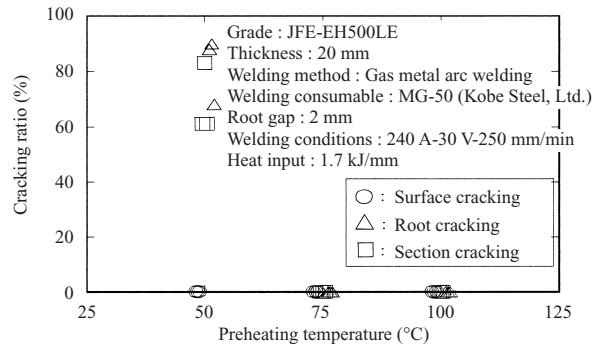 100
80
60
40
20
0
Cracking ratio (%)
Grade : JFE-EH500LE
Thickness : 20 mm
Welding method : Gas metal arc welding
Welding consumable : MG-50 (Kobe Steel, Ltd.)
Root gap : 2 mm
Welding conditions : 240 A-30 V-250 mm/min
Heat input : 1.7 kJ/mm
: Surface cracking
: Root cracking
: Section cracking
25 50 75 100 125
Preheating temperature (°C)